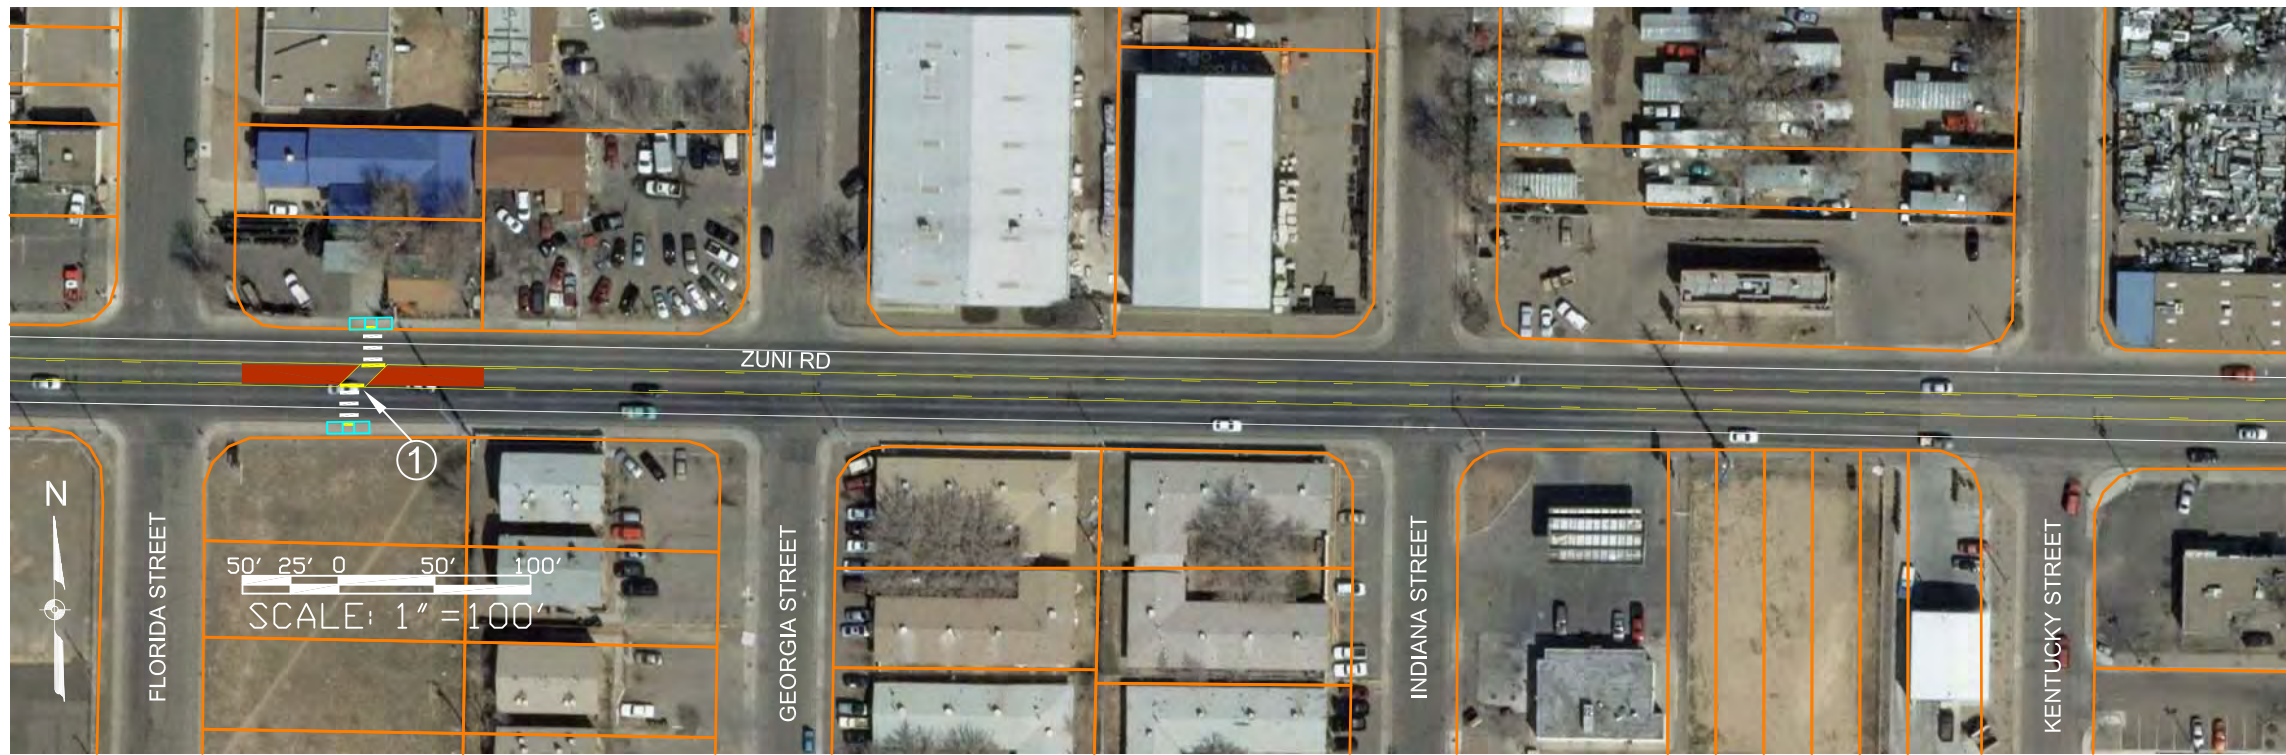 ZUNI RD
1
N
50' 25' 0 50' 100'
SCALE: 1"=100'
FLORIDA STREET
GEORGIA STREET
INDIANA STREET
KENTUCKY STREET